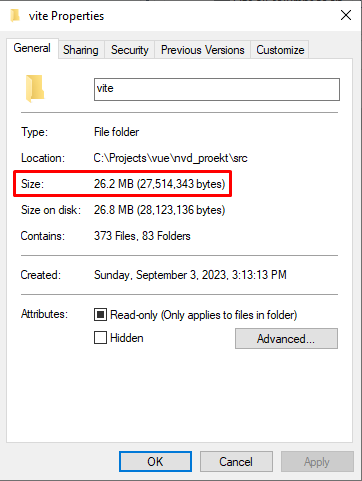 vite Properties
General Sharing Security Previous Versions Customize
vite
Type: File folder
Location: C:\Projects\vue\nvd_proekt\src
Size: 26.2 MB (27,514,343 bytes)
Size on disk: 26.8 MB (28,123,136 bytes)
Contains: 373 Files, 83 Folders
Created: Sunday, September 3, 2023, 3:13:13 PM
Attributes: Read-only (Only applies to files in folder)
Hidden Advanced...
OK Cancel Apply